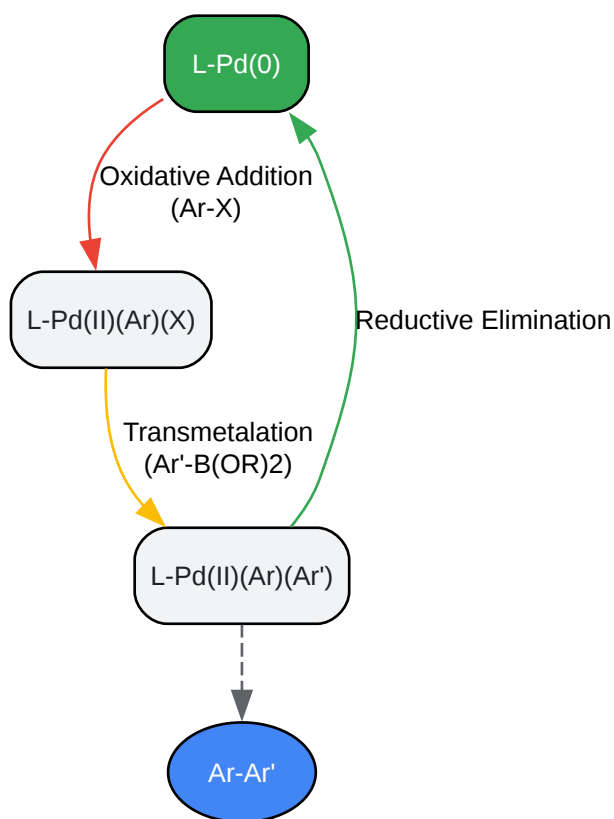 L-Pd(0)
Oxidative Addition
(Ar-X)
L-Pd(II)(Ar)(X)
Reductive Elimination
Transmetalation
(Ar'-B(OR)2)
L-Pd(II)(Ar)(Ar')
Ar-Ar'